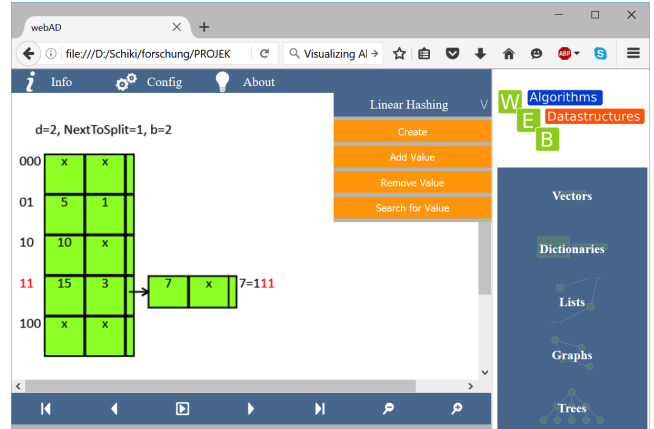 webAD
file:///D:/Schiki/forschung/PROJEK
Visualizing Al
ABP
S
i Info
Config
About
Linear Hashing V
Create
Add Value
Remove Value
Search for Value
d=2, NextToSplit=1, b=2
000 x x
01 5 1
10 10 x
11 15 3 7 x 7=111
100 x x
W Algorithms
E Datastructures
B
Vectors
Dictionaries
Lists
Graphs
Trees